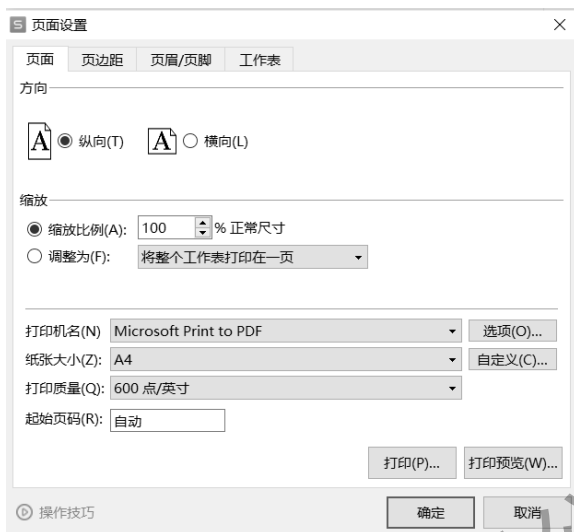 S 页面设置
页面 页边距 页眉/页脚 工作表
方向
A 纵向(T) A 横向(L)
缩放
缩放比例(A): 100 % 正常尺寸
调整为(F): 将整个工作表打印在一页
打印机名(N) Microsoft Print to PDF 选项(O)...
纸张大小(Z): A4 自定义(C)...
打印质量(Q): 600 点/英寸
起始页码(R): 自动
打印(P)... 打印预览(W)...
操作技巧 确定 取消